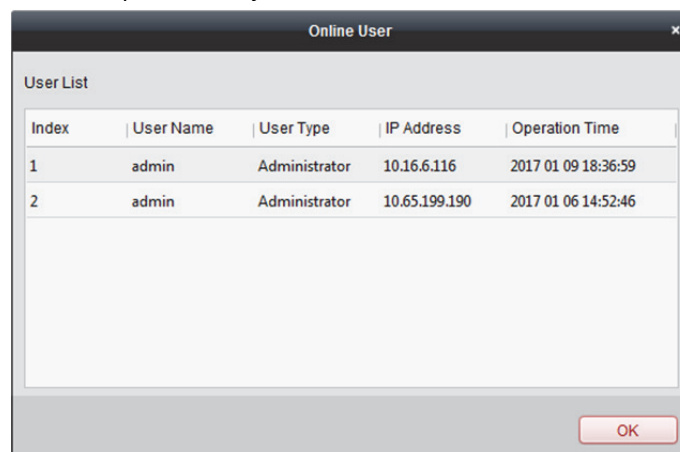 Online User ×
User List
Index User Name User Type IP Address Operation Time
1 admin Administrator 10.16.6.116 2017 01 09 18:36:59
2 admin Administrator 10.65.199.190 2017 01 06 14:52:46
OK